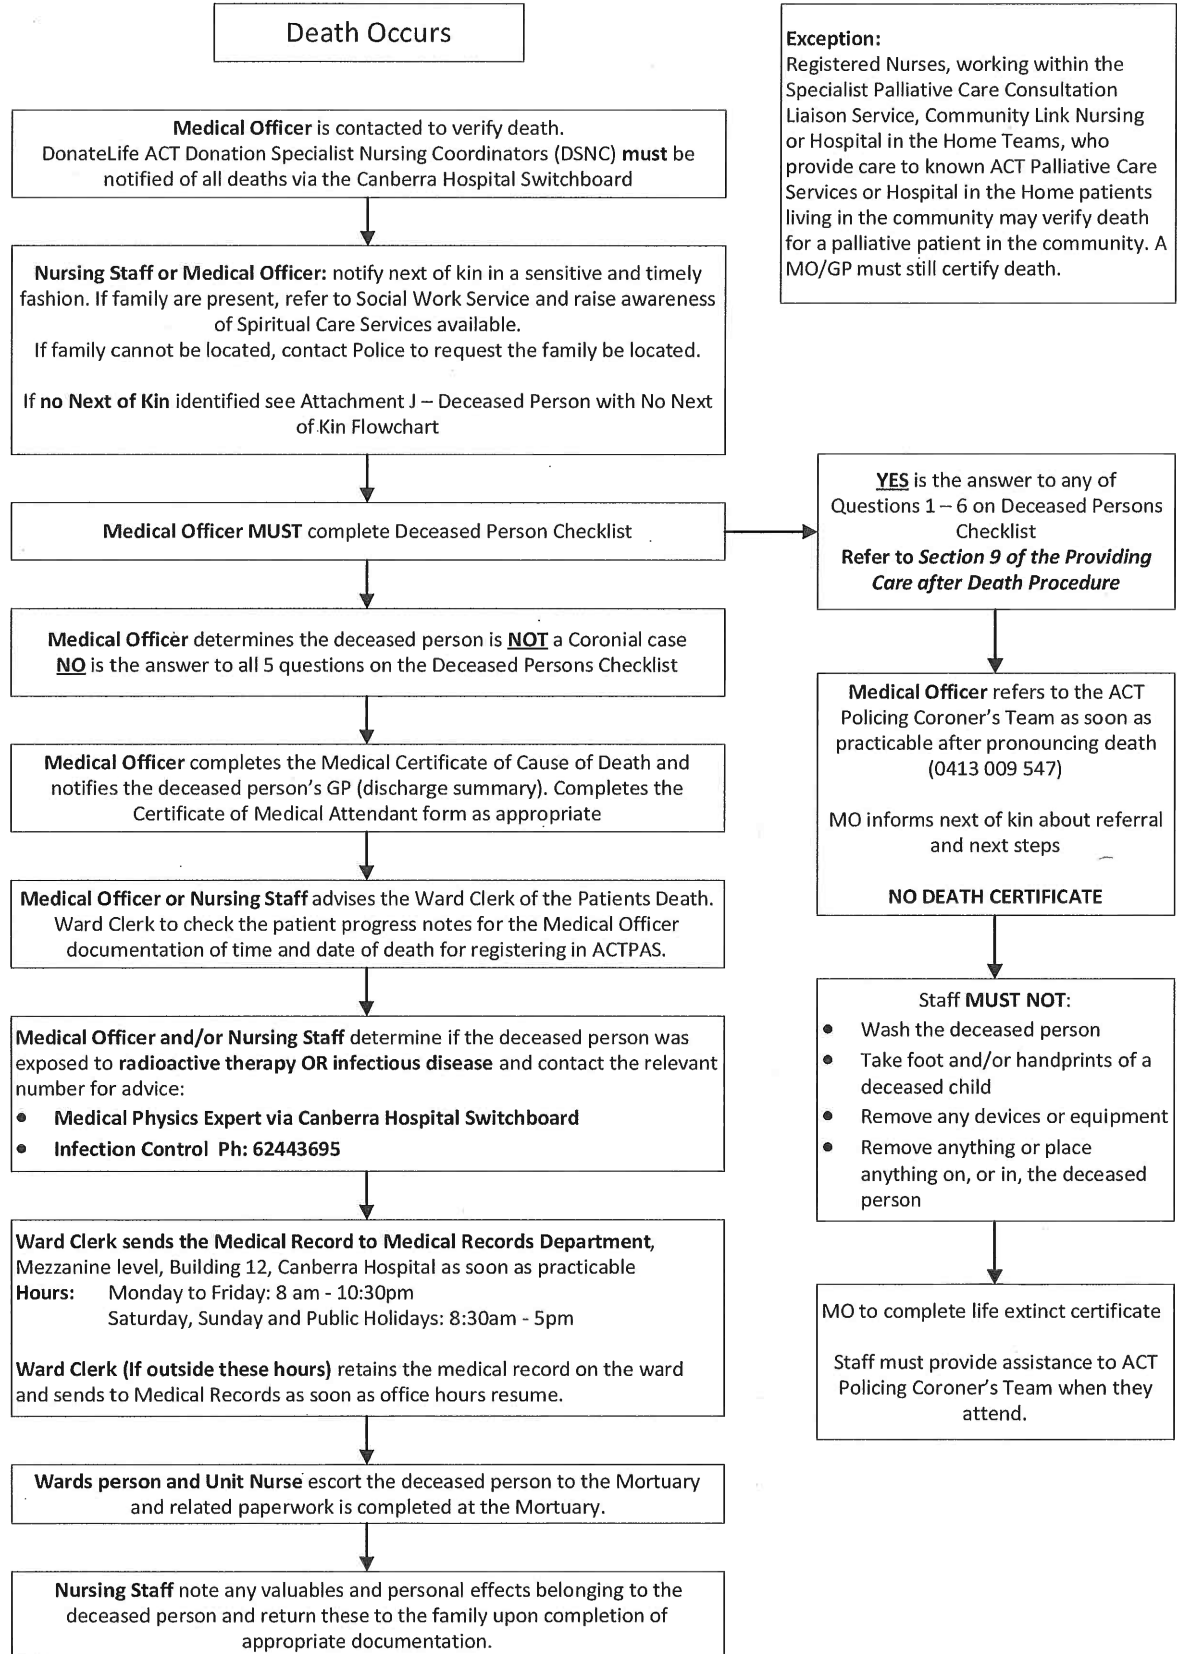 Death Occurs
Exception:
Registered Nurses, working within the
Specialist Palliative Care Consultation
Liaison Service, Community Link Nursing
or Hospital in the Home Teams, who
provide care to known ACT Palliative Care
Services or Hospital in the Home patients
living in the community may verify death
for a palliative patient in the community. A
MO/GP must still certify death.
Medical Officer is contacted to verify death.
DonateLife ACT Donation Specialist Nursing Coordinators (DSNC) must be
notified of all deaths via the Canberra Hospital Switchboard
Nursing Staff or Medical Officer: notify next of kin in a sensitive and timely
fashion. If family are present, refer to Social Work Service and raise awareness
of Spiritual Care Services available.
If family cannot be located, contact Police to request the family be located.
If no Next of Kin identified see Attachment J – Deceased Person with No Next
of Kin Flowchart
Medical Officer MUST complete Deceased Person Checklist
YES is the answer to any of
Questions 1 – 6 on Deceased Persons
Checklist
Refer to Section 9 of the Providing
Care after Death Procedure
Medical Officer determines the deceased person is NOT a Coronial case
NO is the answer to all 5 questions on the Deceased Persons Checklist
Medical Officer refers to the ACT
Policing Coroner's Team as soon as
practicable after pronouncing death
(0413 009 547)
MO informs next of kin about referral
and next steps
NO DEATH CERTIFICATE
Medical Officer completes the Medical Certificate of Cause of Death and
notifies the deceased person's GP (discharge summary). Completes the
Certificate of Medical Attendant form as appropriate
Medical Officer or Nursing Staff advises the Ward Clerk of the Patients Death.
Ward Clerk to check the patient progress notes for the Medical Officer
documentation of time and date of death for registering in ACTPAS.
Staff MUST NOT:
• Wash the deceased person
• Take foot and/or handprints of a
deceased child
• Remove any devices or equipment
• Remove anything or place
anything on, or in, the deceased
person
Medical Officer and/or Nursing Staff determine if the deceased person was
exposed to radioactive therapy OR infectious disease and contact the relevant
number for advice:
• Medical Physics Expert via Canberra Hospital Switchboard
• Infection Control Ph: 62443695
Ward Clerk sends the Medical Record to Medical Records Department,
Mezzanine level, Building 12, Canberra Hospital as soon as practicable
Hours: Monday to Friday: 8 am - 10:30pm
Saturday, Sunday and Public Holidays: 8:30am - 5pm
Ward Clerk (If outside these hours) retains the medical record on the ward
and sends to Medical Records as soon as office hours resume.
MO to complete life extinct certificate
Staff must provide assistance to ACT
Policing Coroner's Team when they
attend.
Wards person and Unit Nurse escort the deceased person to the Mortuary
and related paperwork is completed at the Mortuary.
Nursing Staff note any valuables and personal effects belonging to the
deceased person and return these to the family upon completion of
appropriate documentation.